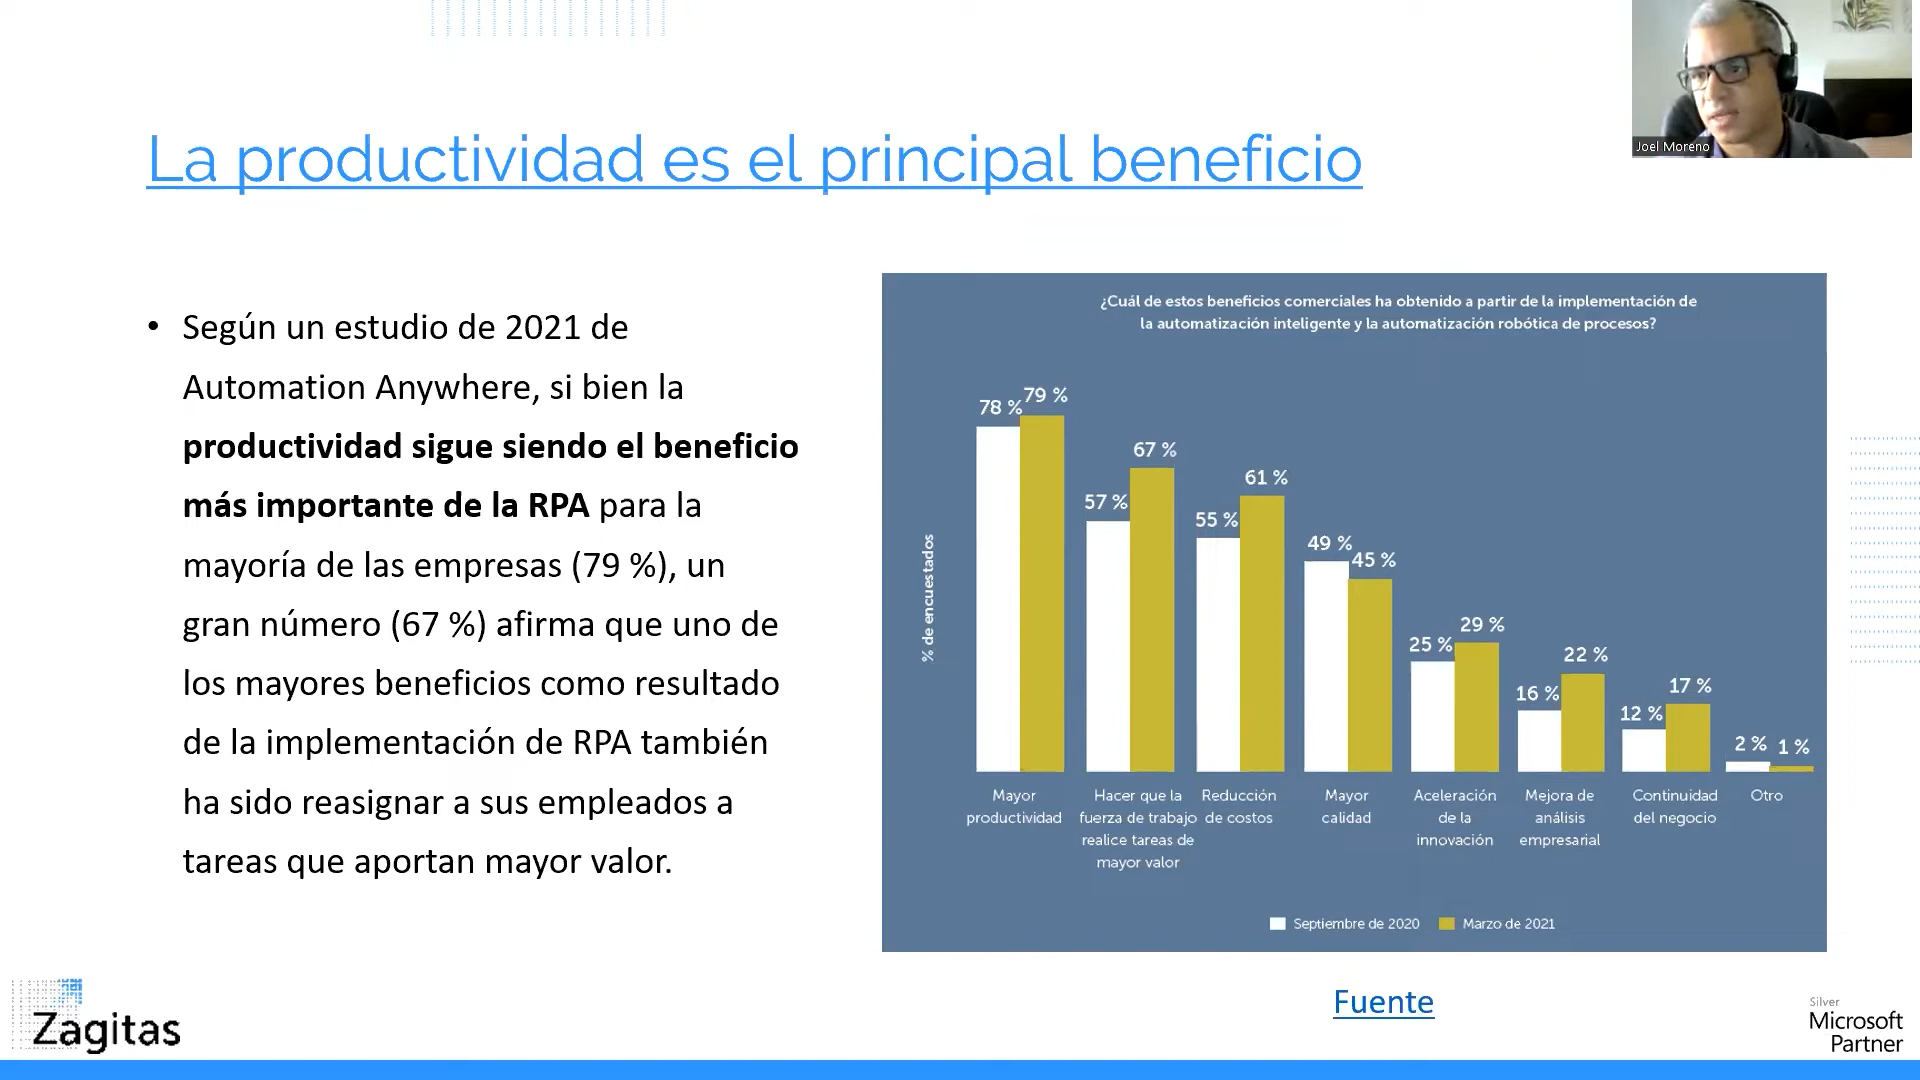 Joel Moreno
La productividad es el principal beneficio
• Según un estudio de 2021 de
Automation Anywhere, si bien la
productividad sigue siendo el beneficio
más importante de la RPA para la
mayoría de las empresas (79 %), un
gran número (67 %) afirma que uno de
los mayores beneficios como resultado
de la implementación de RPA también
ha sido reasignar a sus empleados a
tareas que aportan mayor valor.
¿Cuál de estos beneficios comerciales ha obtenido a partir de la implementación de
la automatización inteligente y la automatización robótica de procesos?
% de encuestados
78 % 79 %
57 % 67 %
55 % 61 %
49 % 45 %
25 % 29 %
16 % 22 %
12 % 17 %
2 % 1 %
Mayor
productividad
Hacer que la
fuerza de trabajo
realice tareas de
mayor valor
Reducción
de costos
Mayor
calidad
Aceleración
de la
innovación
Mejora de
análisis
empresarial
Continuidad
del negocio
Otro
Septiembre de 2020 Marzo de 2021
Fuente
Zagitas
Silver
Microsoft
Partner